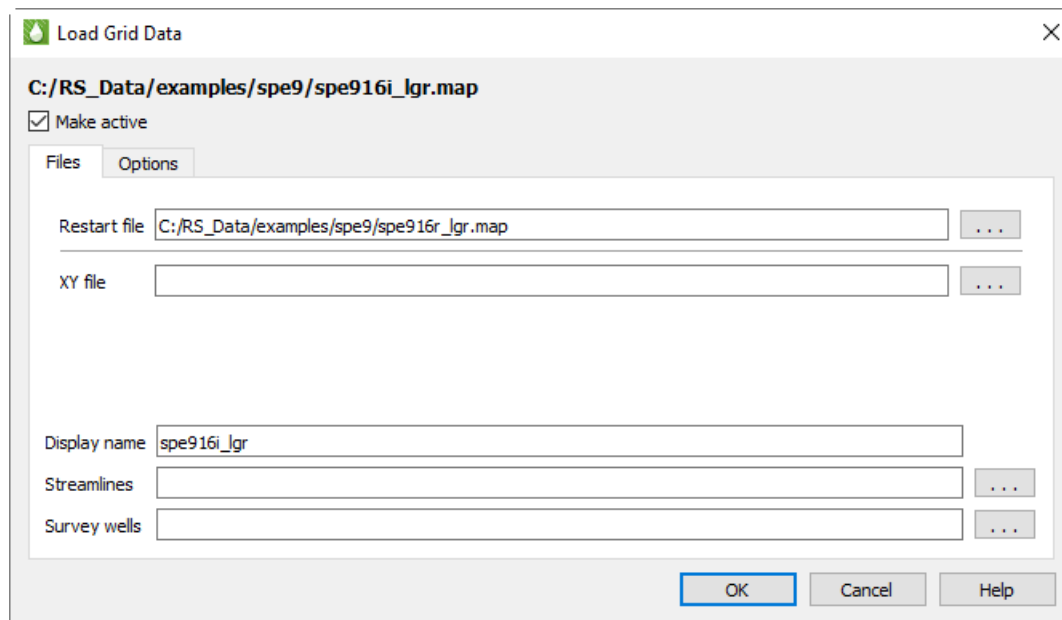 Load Grid Data
C:/RS_Data/examples/spe9/spe916i_lgr.map
Make active
Files Options
Restart file C:/RS_Data/examples/spe9/spe916r_lgr.map ...
XY file ...
Display name spe916i_lgr
Streamlines ...
Survey wells ...
OK Cancel Help